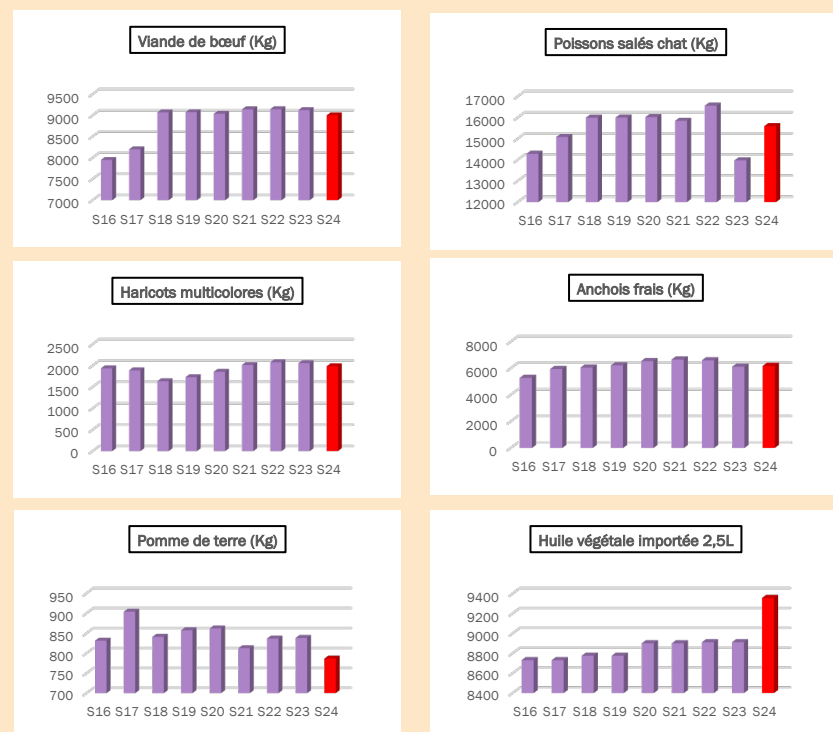 Viande de bœuf (Kg)
9500
9000
8500
8000
7500
7000
S16 S17 S18 S19 S20 S21 S22 S23 S24
Poissons salés chat (Kg)
17000
16000
15000
14000
13000
12000
S16 S17 S18 S19 S20 S21 S22 S23 S24
Haricots multicolores (Kg)
2500
2000
1500
1000
500
0
S16 S17 S18 S19 S20 S21 S22 S23 S24
Anchois frais (Kg)
8000
6000
4000
2000
0
S16 S17 S18 S19 S20 S21 S22 S23 S24
Pomme de terre (Kg)
950
900
850
800
750
700
S16 S17 S18 S19 S20 S21 S22 S23 S24
Huile végétale importée 2,5L
9400
9200
9000
8800
8600
8400
S16 S17 S18 S19 S20 S21 S22 S23 S24